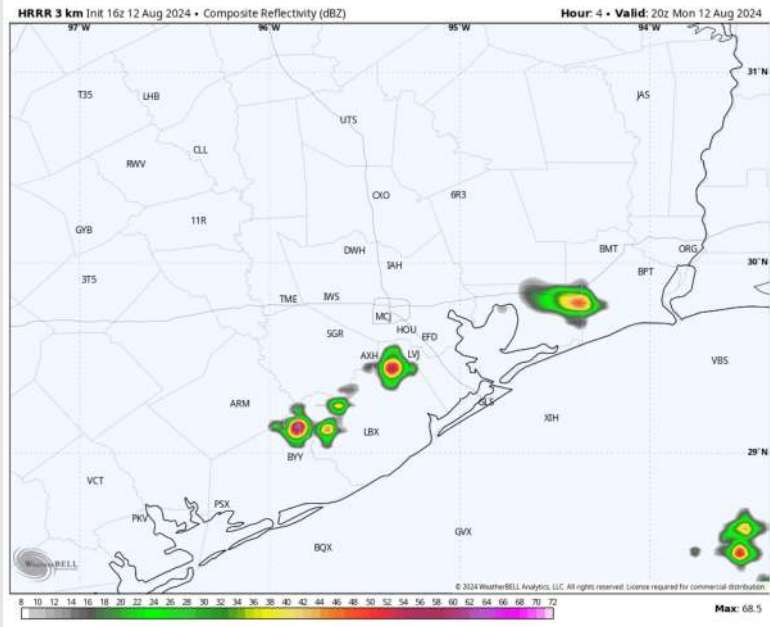 HRRR 3 km Init 16z 12 Aug 2024 • Composite Reflectivity (dBZ) Hour: 4 • Valid: 20z Mon 12 Aug 2024
97°W 96°W 95°W 94°W
31°N
T35 LHB JAS
UTS
CLL
RWV
CXO 6R3
11R
GYB
DWH BMT ORG
30°N
IAH
BPT
3T5
TME IWS
MCJ
SGR HOU EFD
AXH LVJ
VBS
ARM GLS
XIH
LBX
29°N
BYY
VCT
PSX
PKV
GVX
BQX
WEATHERBELL
© 2024 WeatherBELL Analytics, LLC. All rights reserved. License required for commercial distribution.
8 10 12 14 16 18 20 22 24 26 28 30 32 34 36 38 40 42 44 46 48 50 52 54 56 58 60 62 64 66 68 70 72
Max: 68.5